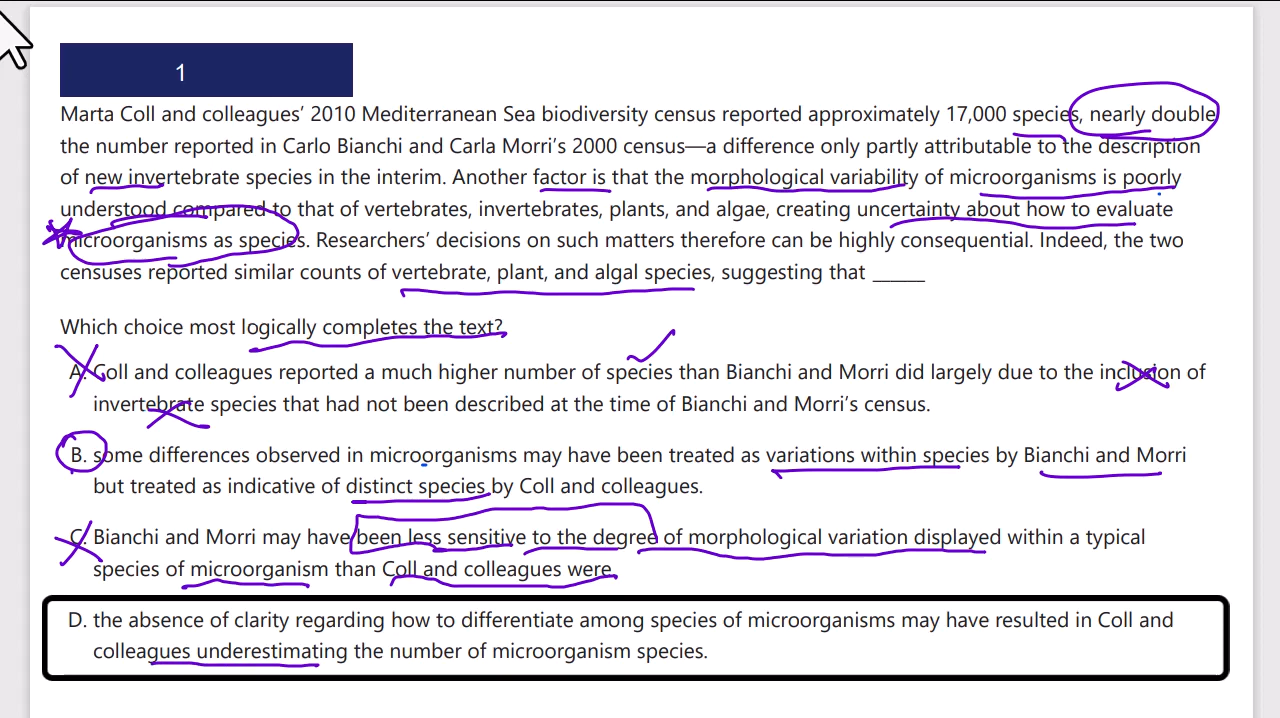 1
Marta Coll and colleagues’ 2010 Mediterranean Sea biodiversity census reported approximately 17,000 species, nearly double
the number reported in Carlo Bianchi and Carla Morri’s 2000 census—a difference only partly attributable to the description
of new invertebrate species in the interim. Another factor is that the morphological variability of microorganisms is poorly
understood compared to that of vertebrates, invertebrates, plants, and algae, creating uncertainty about how to evaluate
microorganisms as species. Researchers’ decisions on such matters therefore can be highly consequential. Indeed, the two
censuses reported similar counts of vertebrate, plant, and algal species, suggesting that ______
Which choice most logically completes the text?
A. Coll and colleagues reported a much higher number of species than Bianchi and Morri did largely due to the inclusion of
invertebrate species that had not been described at the time of Bianchi and Morri’s census.
B. some differences observed in microorganisms may have been treated as variations within species by Bianchi and Morri
but treated as indicative of distinct species by Coll and colleagues.
C. Bianchi and Morri may have been less sensitive to the degree of morphological variation displayed within a typical
species of microorganism than Coll and colleagues were.
D. the absence of clarity regarding how to differentiate among species of microorganisms may have resulted in Coll and
colleagues underestimating the number of microorganism species.